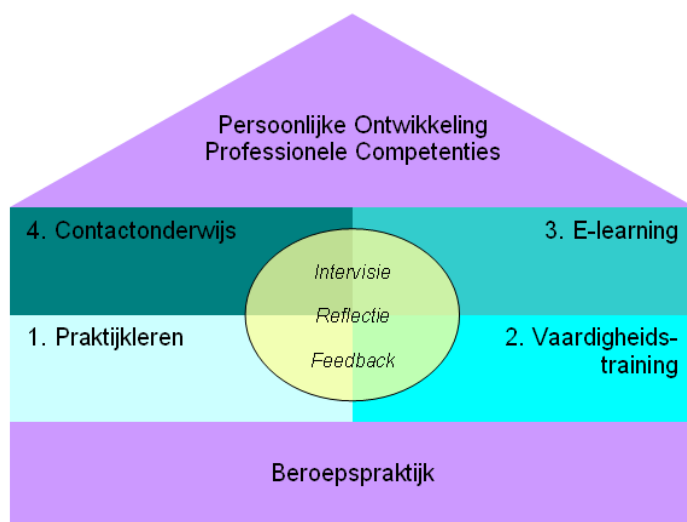 Persoonlijke Ontwikkeling
Professionele Competenties
4. Contactonderwijs
3. E-learning
Intervisie
Reflectie
Feedback
1. Praktijkleren
2. Vaardigheids-
training
Beroepspraktijk